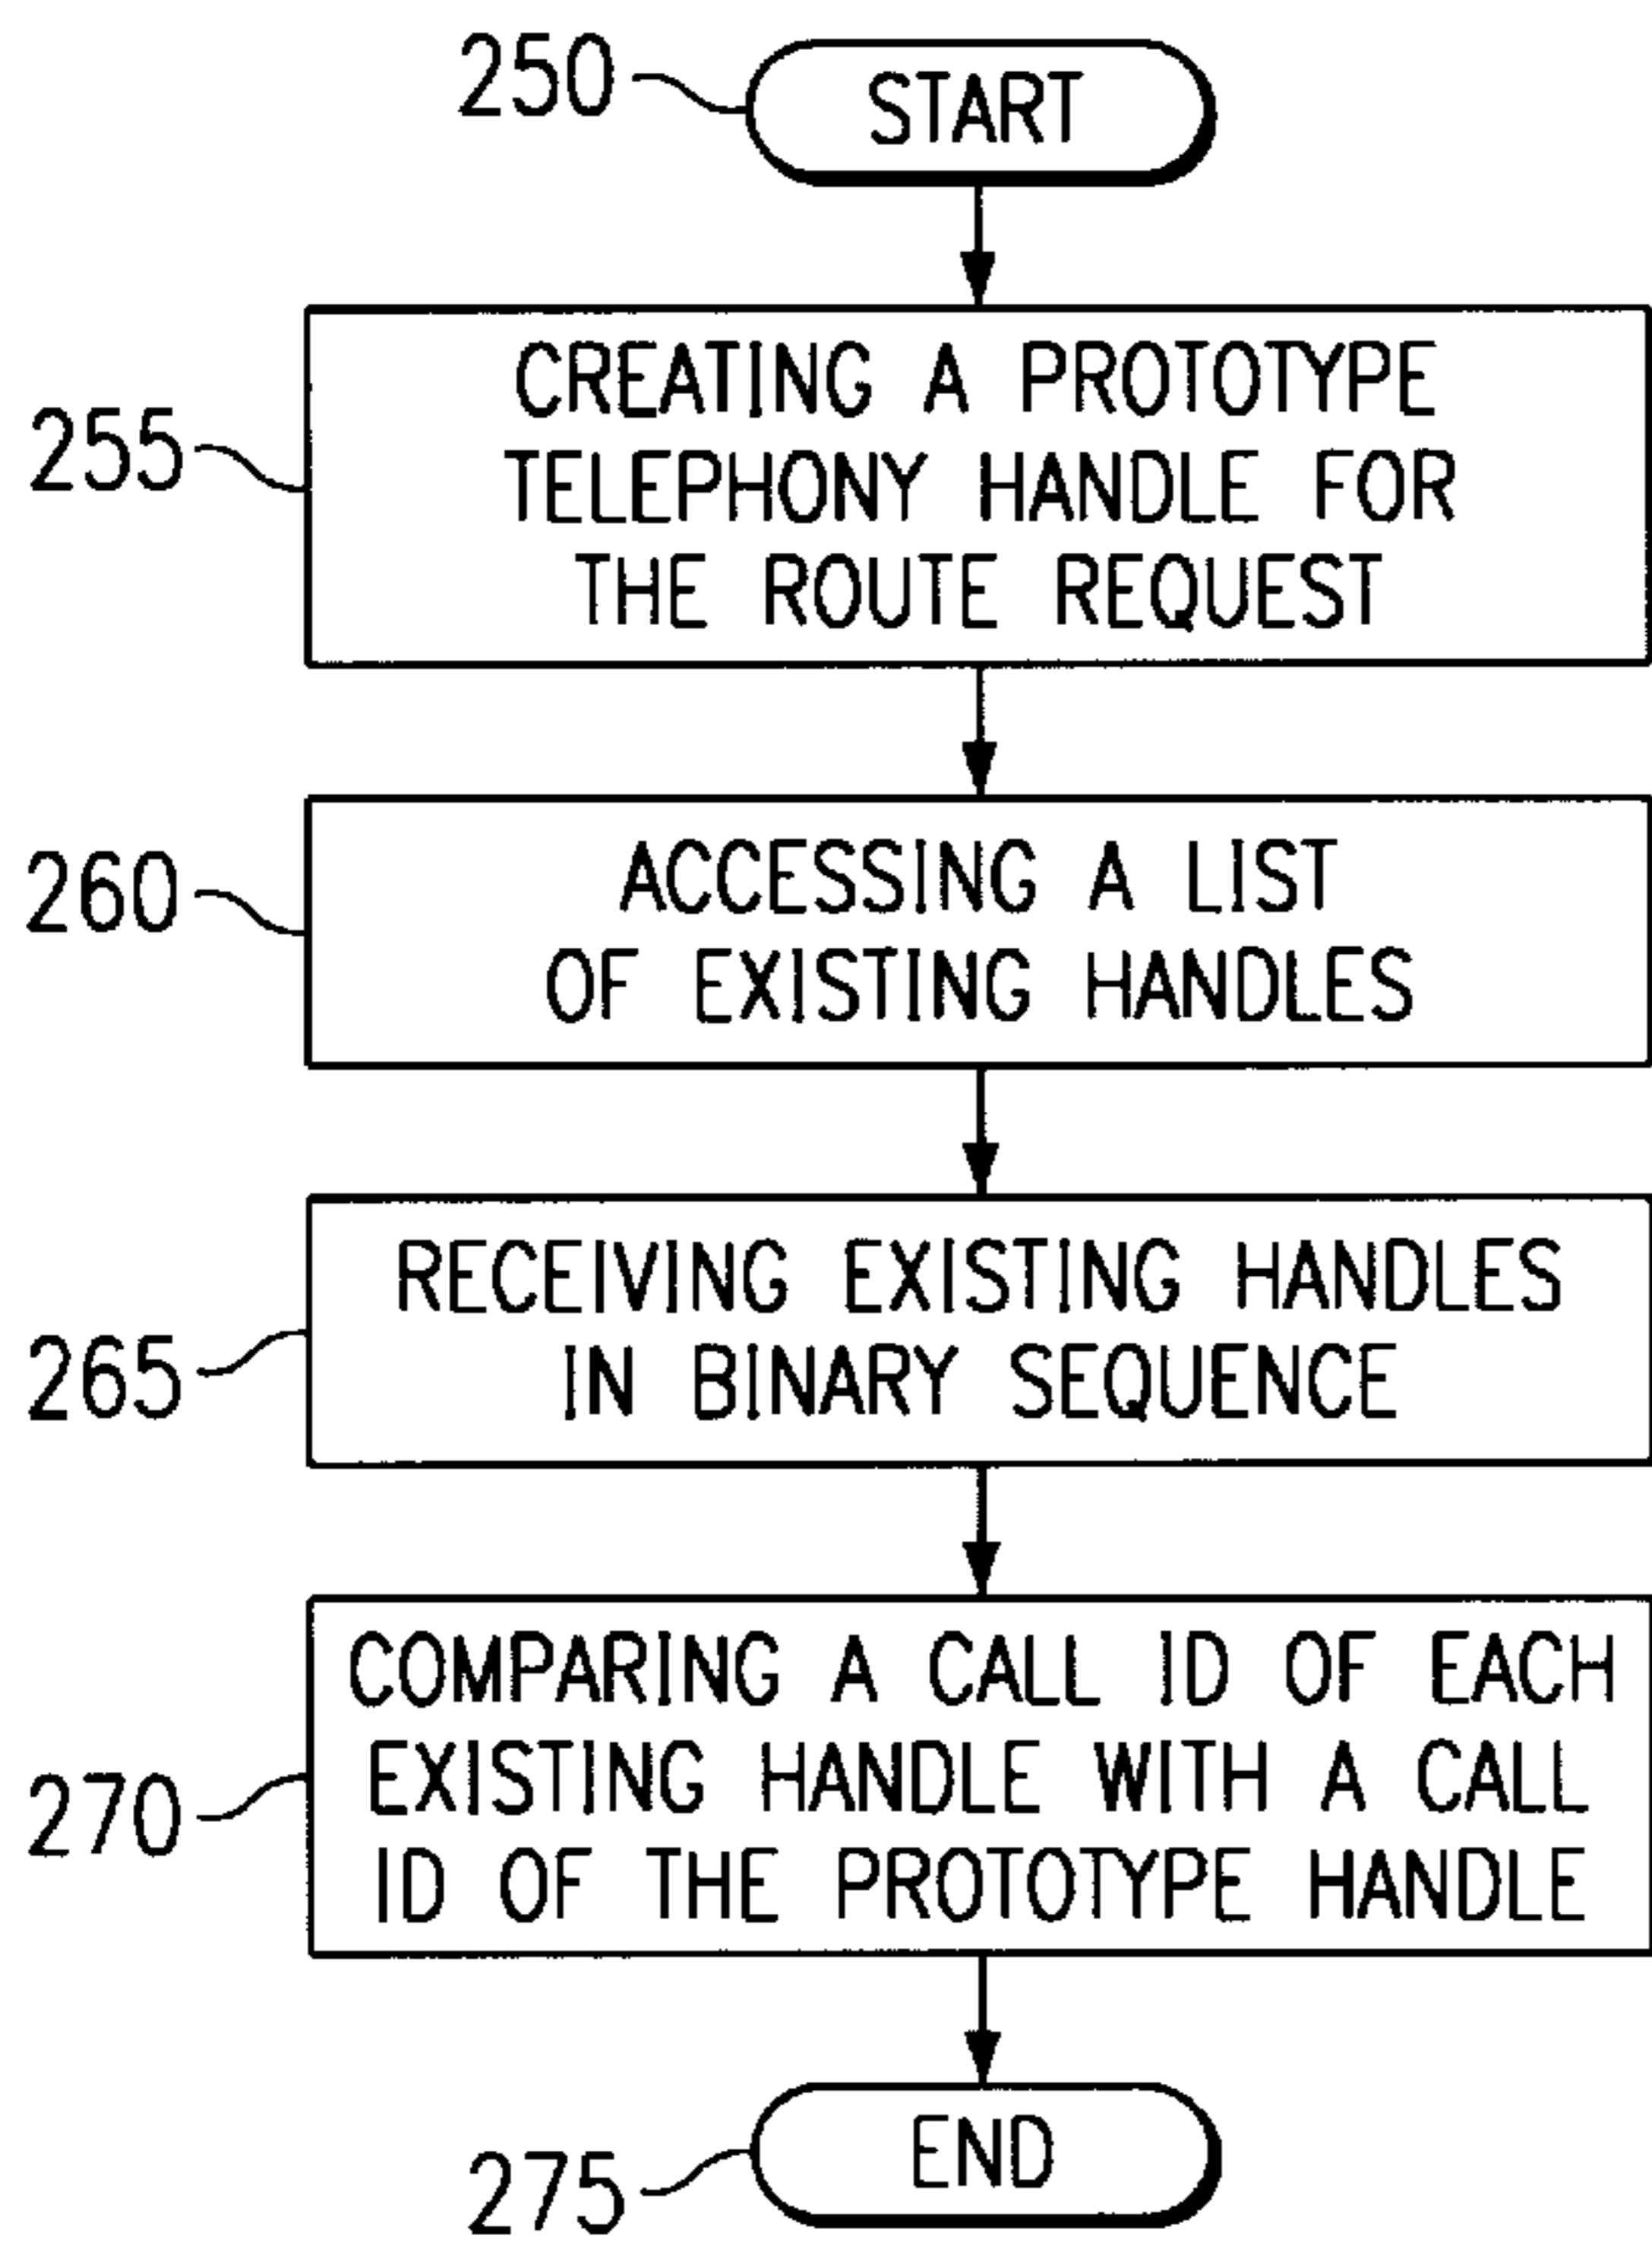 250
START
255
CREATING A PROTOTYPE
TELEPHONY HANDLE FOR
THE ROUTE REQUEST
260
ACCESSING A LIST
OF EXISTING HANDLES
265
RECEIVING EXISTING HANDLES
IN BINARY SEQUENCE
270
COMPARING A CALL ID OF EACH
EXISTING HANDLE WITH A CALL
ID OF THE PROTOTYPE HANDLE
275
END